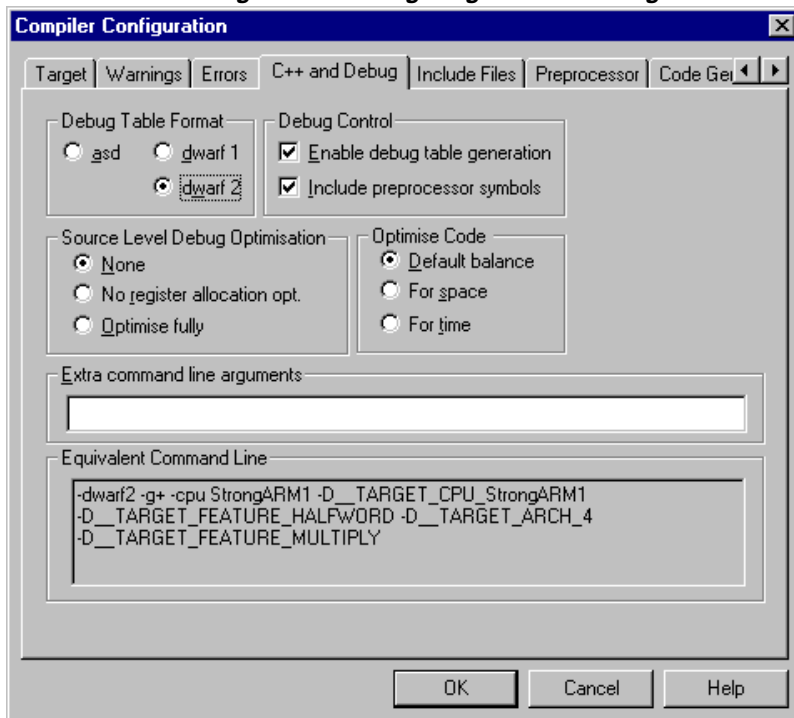 Compiler Configuration
Target Warnings Errors C++ and Debug Include Files Preprocessor Code Ge
Debug Table Format
asd dwarf 1
dwarf 2
Debug Control
Enable debug table generation
Include preprocessor symbols
Source Level Debug Optimisation
None
No register allocation opt.
Optimise fully
Optimise Code
Default balance
For space
For time
Extra command line arguments
Equivalent Command Line
-dwarf2 -g+ -cpu StrongARM1 -D__TARGET_CPU_StrongARM1
-D__TARGET_FEATURE_HALFWORD -D__TARGET_ARCH_4
-D__TARGET_FEATURE_MULTIPLY
OK Cancel Help